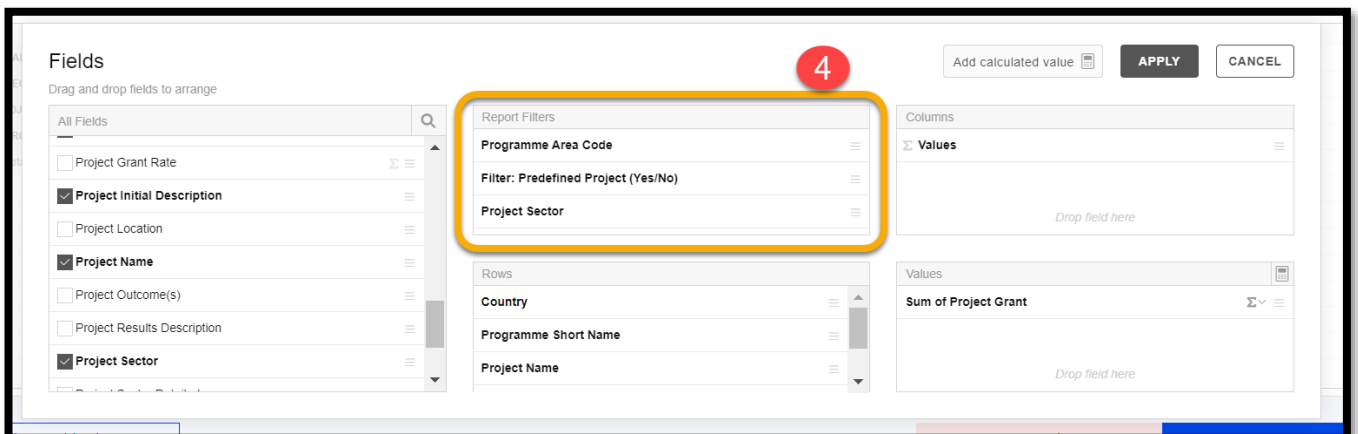 Fields
Drag and drop fields to arrange
4
Add calculated value
APPLY
CANCEL
All Fields
Project Grant Rate
Project Initial Description
Project Location
Project Name
Project Outcome(s)
Project Results Description
Project Sector
Report Filters
Programme Area Code
Filter: Predefined Project (Yes/No)
Project Sector
Columns
Σ Values
Drop field here
Rows
Country
Programme Short Name
Project Name
Values
Sum of Project Grant
Drop field here